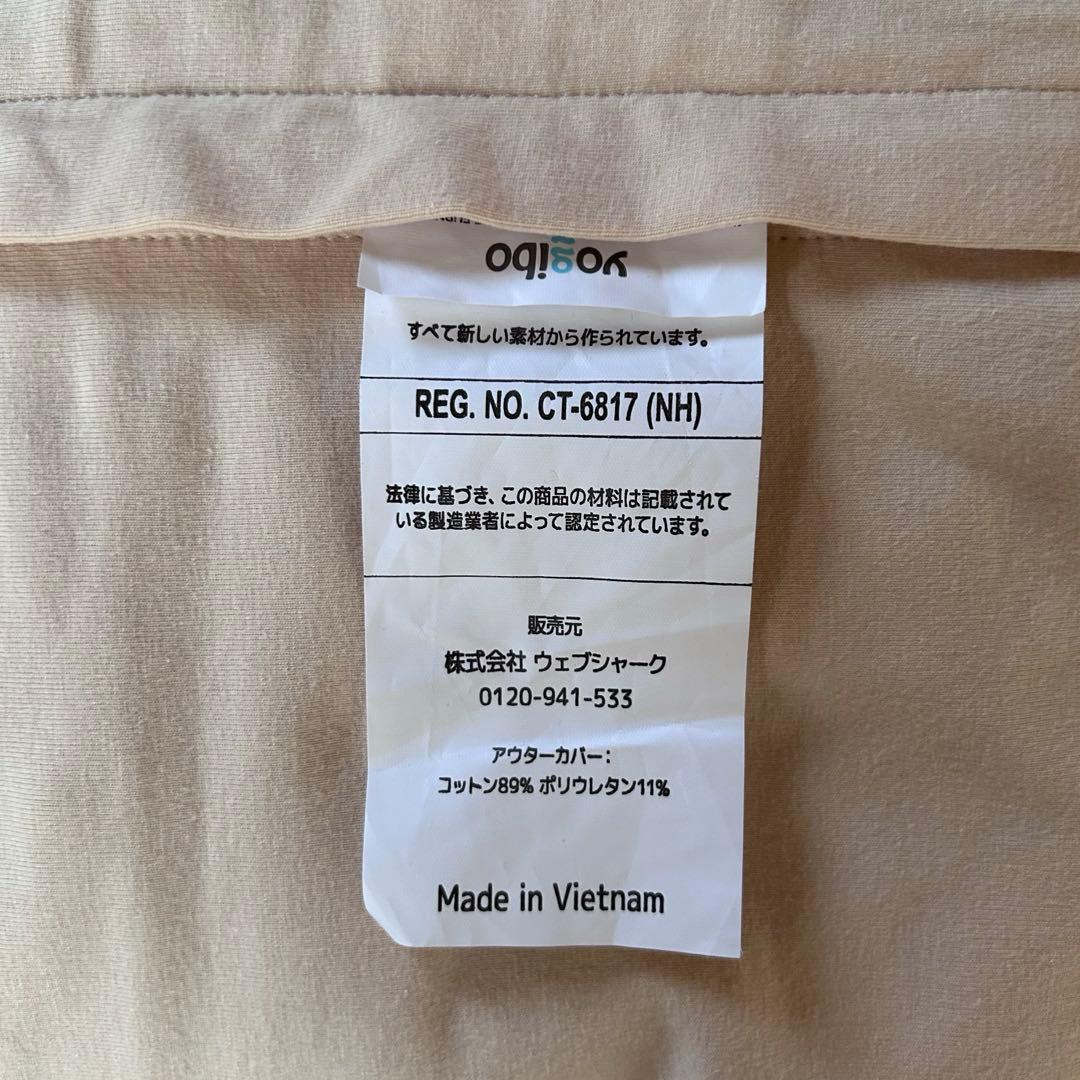 yogibo
すべて新しい素材から作られています。
REG. NO. CT-6817 (NH)
法律に基づき、この商品の材料は記載されて
いる製造業者によって認定されています。
販売元
株式会社 ウェブシャーク
0120-941-533
アウターカバー:
コットン89% ポリウレタン11%
Made in Vietnam